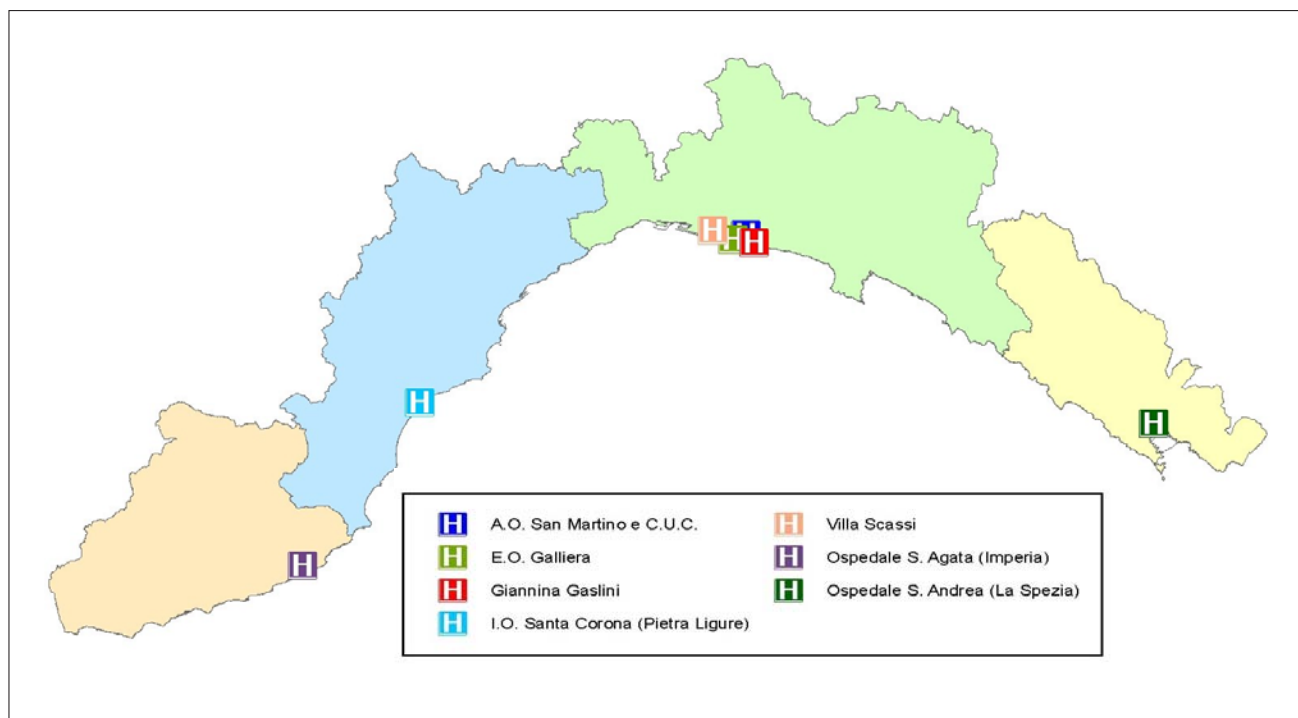 H
H
H
H
H
H
H
H A.O. San Martino e C.U.C.
H E.O. Galliera
H Giannina Gaslini
H I.O. Santa Corona (Pietra Ligure)
H Villa Scassi
H Ospedale S. Agata (Imperia)
H Ospedale S. Andrea (La Spezia)